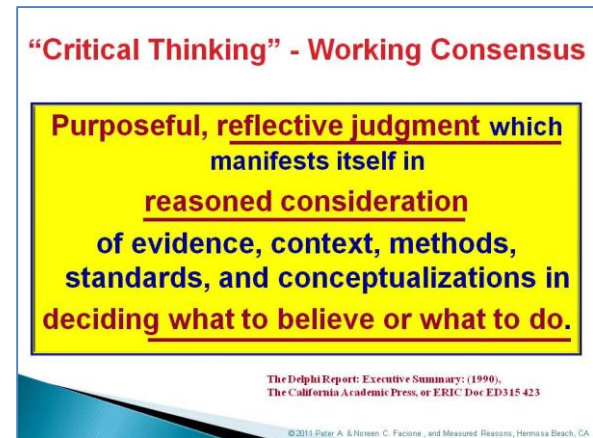 “Critical Thinking” - Working Consensus
Purposeful, reflective judgment which
manifests itself in
reasoned consideration
of evidence, context, methods,
standards, and conceptualizations in
deciding what to believe or what to do.
The Delphi Report: Executive Summary: (1990),
The California Academic Press, or ERIC Doc ED315 423
©2011 Peter A. & Noreen C. Facione , and Measured Reasons, Hermosa Beach, CA